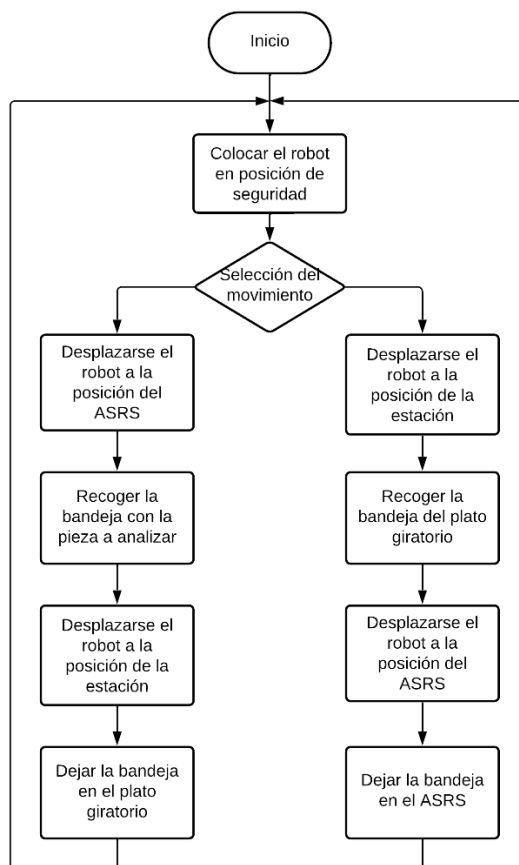 Inicio
Colocar el robot
en posición de
seguridad
Selección del
movimiento
Desplazarse el
robot a la
posición del
ASRS
Recoger la
bandeja con la
pieza a analizar
Desplazarse el
robot a la
posición de la
estación
Dejar la bandeja
en el plato
giratorio
Desplazarse el
robot a la
posición de la
estación
Recoger la
bandeja del plato
giratorio
Desplazarse el
robot a la
posición del
ASRS
Dejar la bandeja
en el ASRS